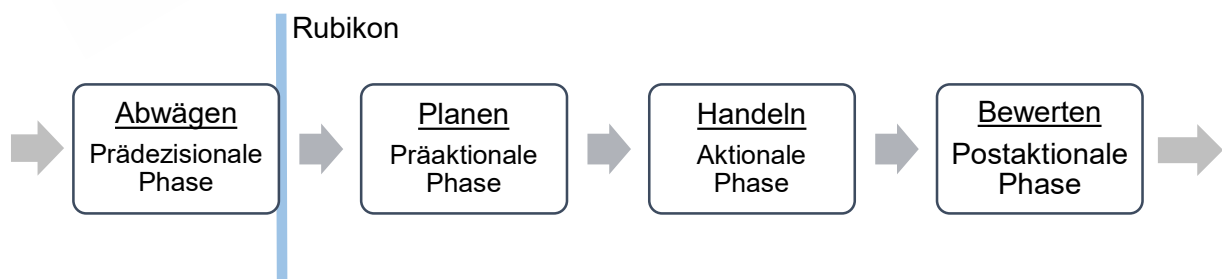 Rubikon
Abwägen
Prädezisionale
Phase
Planen
Präaktionale
Phase
Handeln
Aktionale
Phase
Bewerten
Postaktionale
Phase